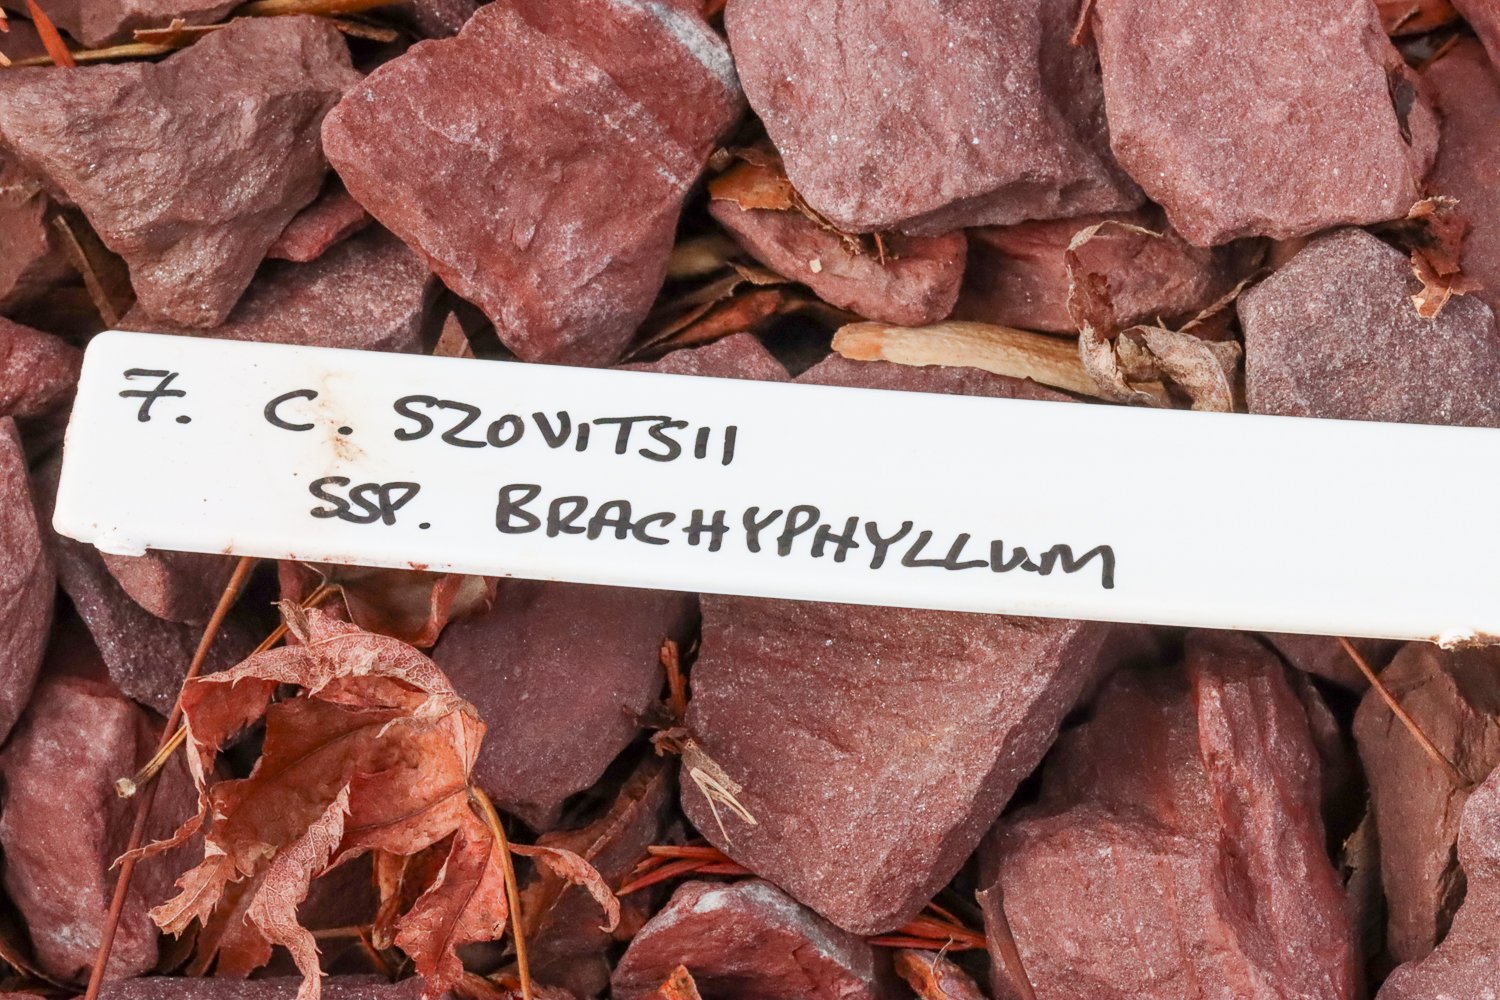 7. C. SZOVITSII
SSP. BRACHYPHYLLUM